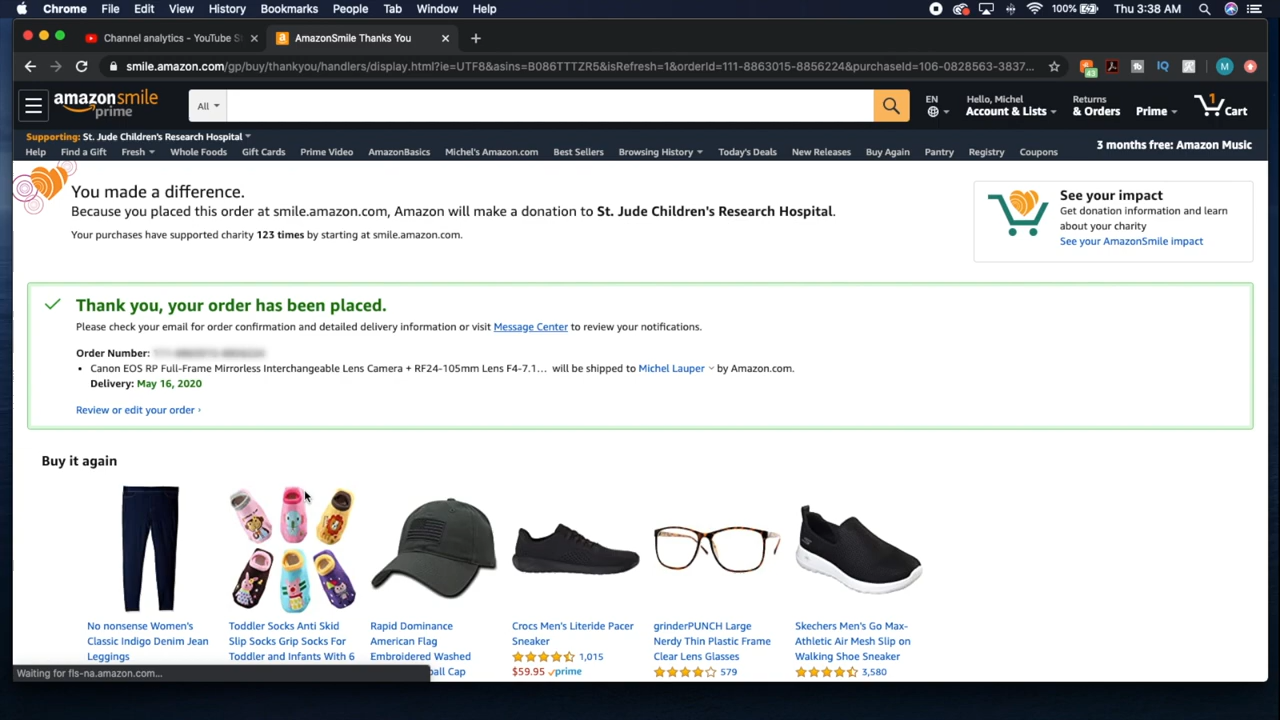 Chrome File Edit View History Bookmarks People Tab Window Help 100% Thu 3:38 AM
Channel analytics - YouTube S
AmazonSmile Thank You
smile.amazon.com/gp/buy/thankyou/handlers/display.html?ie=UTF8&asins=B086TTTZR5&isRefresh=1&orderId=111-8863015-8856224&purchaseId=106-0828563-3837...
43
IQ
M
amazonsmile
prime
All
EN
Hello, Michel
Account & Lists
Returns
& Orders
Prime
1
Cart
Supporting: St. Jude Children's Research Hospital
Help Find a Gift Fresh Whole Foods Gift Cards Prime Video AmazonBasics Michel's Amazon.com Best Sellers Browsing History Today's Deals New Releases Buy Again Pantry Registry Coupons
3 months free: Amazon Music
You made a difference.
Because you placed this order at smile.amazon.com, Amazon will make a donation to St. Jude Children's Research Hospital.
Your purchases have supported charity 123 times by starting at smile.amazon.com.
See your impact
Get donation information and learn
about your charity
See your AmazonSmile impact
Thank you, your order has been placed.
Please check your email for order confirmation and detailed delivery information or visit Message Center to review your notifications.
Order Number:
• Canon EOS RP Full-Frame Mirrorless Interchangeable Lens Camera + RF24-105mm Lens F4-7.1... will be shipped to Michel Lauper by Amazon.com.
Delivery: May 16, 2020
Review or edit your order ›
Buy it again
No nonsense Women's
Classic Indigo Denim Jean
Leggings
Toddler Socks Anti Skid
Slip Socks Grip Socks For
Toddler and Infants With 6
Rapid Dominance
American Flag
Embroidered Washed
ball Cap
Crocs Men's Literide Pacer
Sneaker
1,015
$59.95 prime
grinderPUNCH Large
Nerdy Thin Plastic Frame
Clear Lens Glasses
579
Skechers Men's Go Max-
Athletic Air Mesh Slip on
Walking Shoe Sneaker
3,580
Waiting for fls-na.amazon.com...